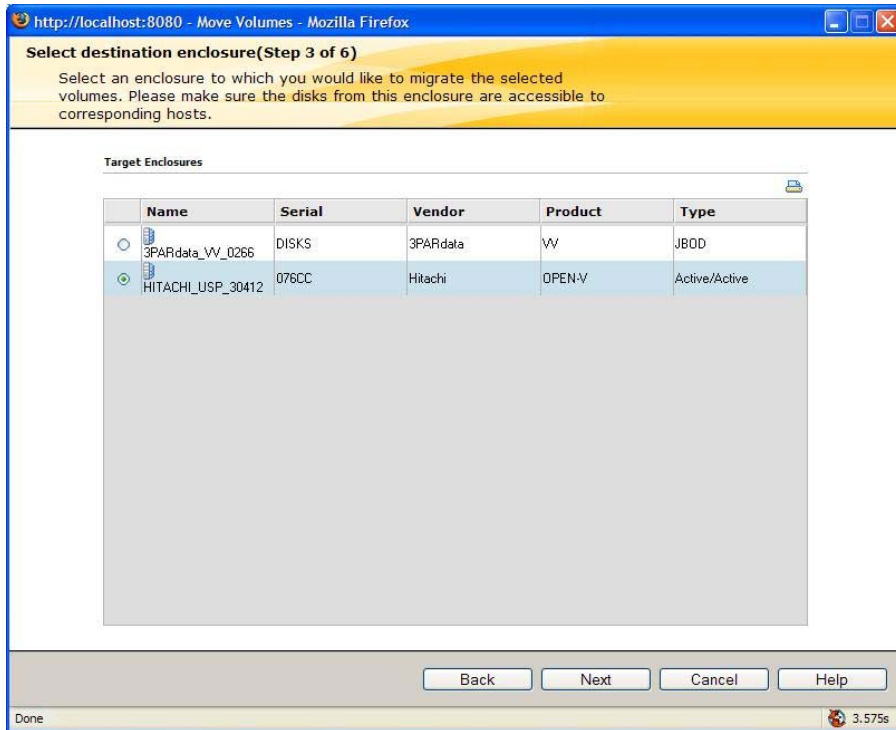 http://localhost:8080 - Move Volumes - Mozilla Firefox
Select destination enclosure(Step 3 of 6)
Select an enclosure to which you would like to migrate the selected
volumes. Please make sure the disks from this enclosure are accessible to
corresponding hosts.
Target Enclosures
Name Serial Vendor Product Type
3PARdata_VV_0266 DISKS 3PARdata VV JBOD
HITACHI_USP_30412 076CC Hitachi OPEN-V Active/Active
Back Next Cancel Help
Done 3.575s